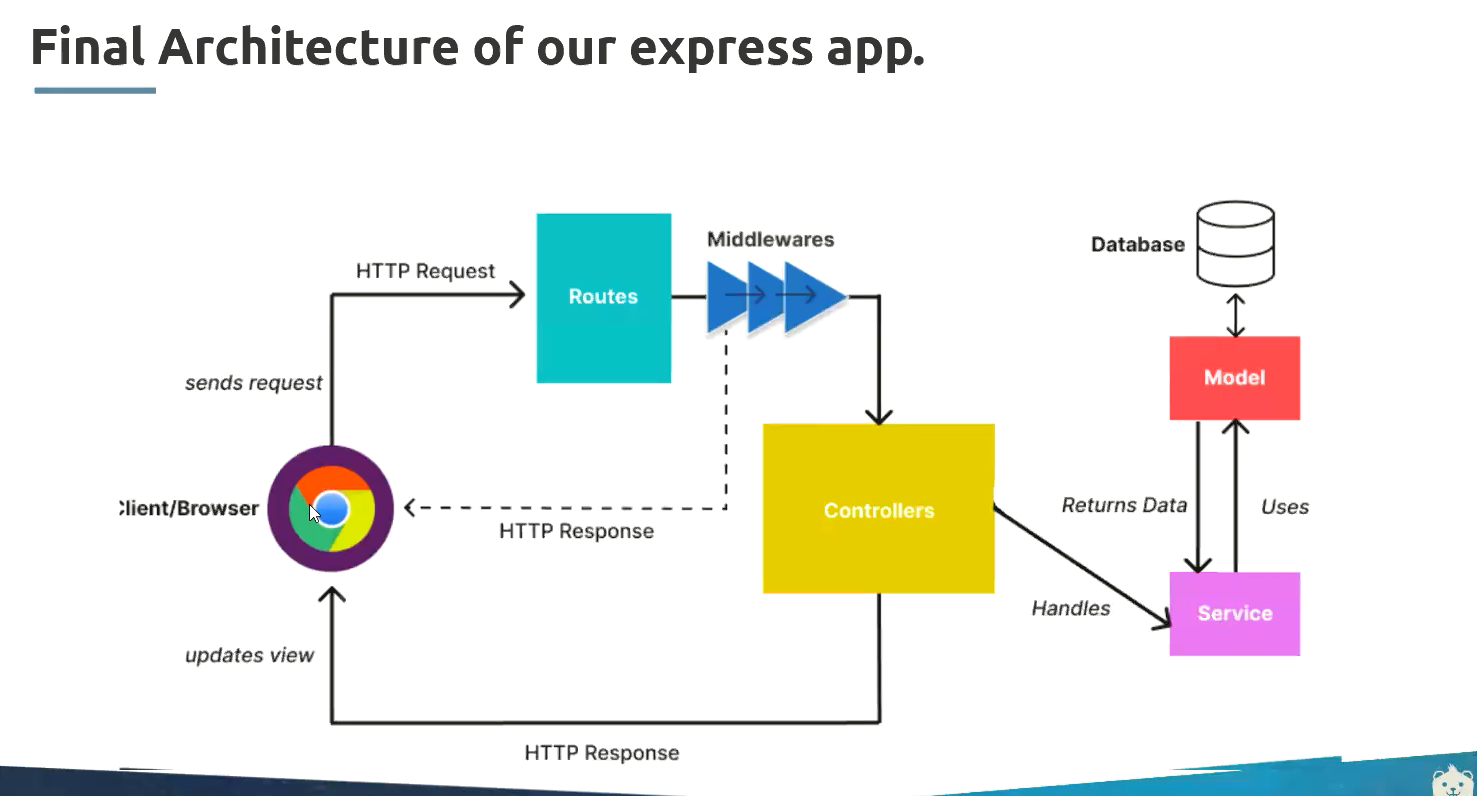 Final Architecture of our express app.
Middlewares
Database
HTTP Request
Routes
sends request
Model
Client/Browser
HTTP Response
Controllers
Returns Data
Uses
Handles
Service
updates view
HTTP Response